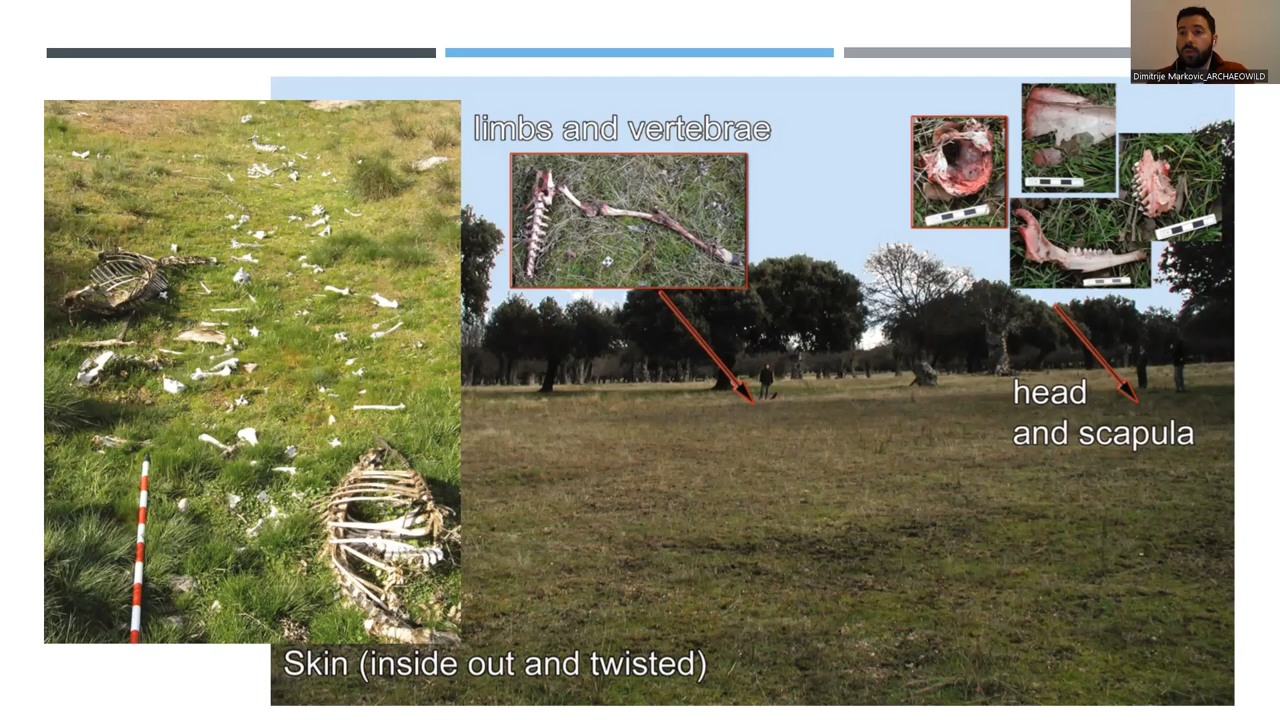 Dimitrije Markovic_ARCHAEOWILD
limbs and vertebrae
head
and scapula
Skin (inside out and twisted)